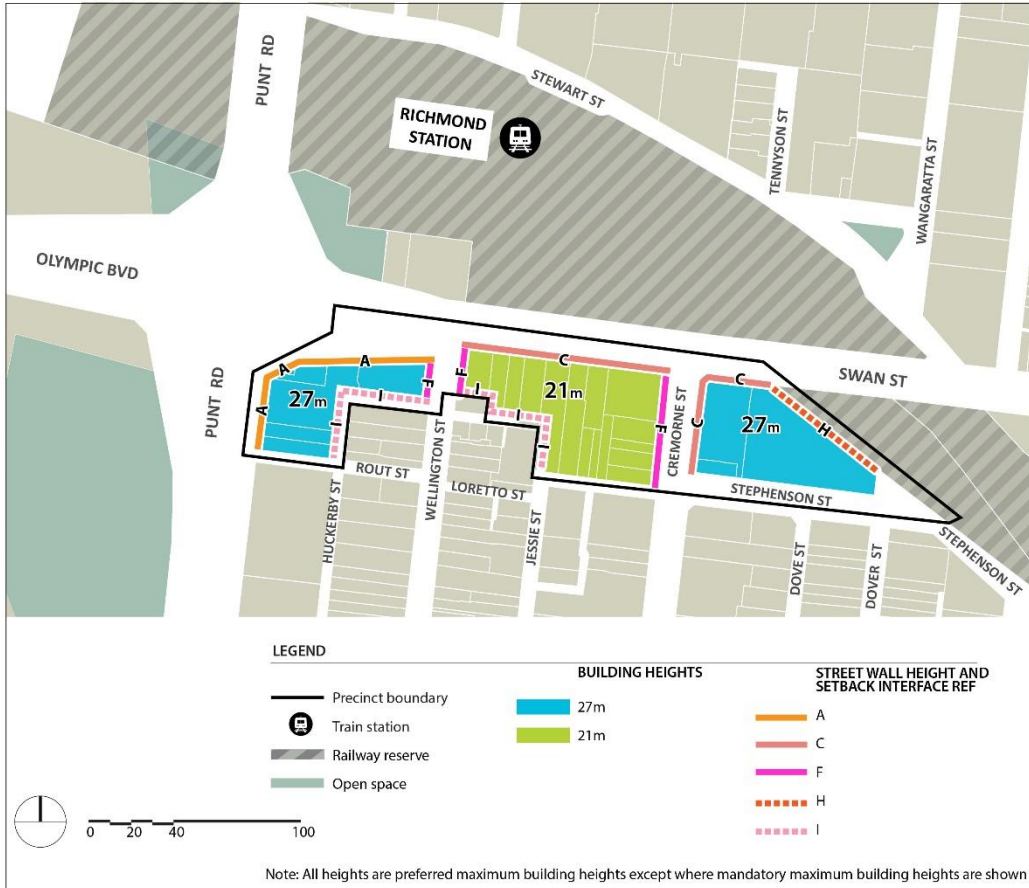 PUNT RD
STEWART ST
RICHMOND
STATION
TENNYSON ST
WANGARATTA ST
OLYMPIC BVD
PUNT RD
SWAN ST
A
A
A
F
I
I
27m
F
C
I
I
I
21m
F
CREMORNE ST
C
C
27m
H
ROUT ST
HUCKERBY ST
WELLINGTON ST
LORETTO ST
JESSIE ST
STEPHENSON ST
DOVE ST
DOVER ST
STEPHENSON ST
LEGEND
Precinct boundary
Train station
Railway reserve
Open space
BUILDING HEIGHTS
27m
21m
STREET WALL HEIGHT AND
SETBACK INTERFACE REF
A
C
F
H
I
0 20 40 100
Note: All heights are preferred maximum building heights except where mandatory maximum building heights are shown